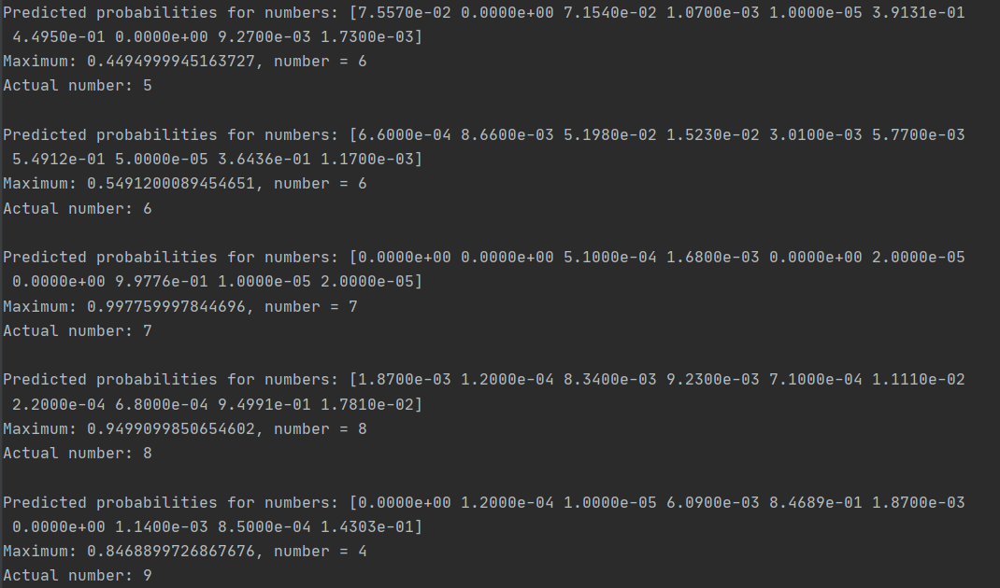 Predicted probabilities for numbers: [7.5570e-02 0.0000e+00 7.1540e-02 1.0700e-03 1.0000e-05 3.9131e-01
4.4950e-01 0.0000e+00 9.2700e-03 1.7300e-03]
Maximum: 0.4494999945163727, number = 6
Actual number: 5
Predicted probabilities for numbers: [6.6000e-04 8.6600e-03 5.1980e-02 1.5230e-02 3.0100e-03 5.7700e-03
5.4912e-01 5.0000e-05 3.6436e-01 1.1700e-03]
Maximum: 0.5491200089454651, number = 6
Actual number: 6
Predicted probabilities for numbers: [0.0000e+00 0.0000e+00 5.1000e-04 1.6800e-03 0.0000e+00 2.0000e-05
0.0000e+00 9.9776e-01 1.0000e-05 2.0000e-05]
Maximum: 0.997759997844696, number = 7
Actual number: 7
Predicted probabilities for numbers: [1.8700e-03 1.2000e-04 8.3400e-03 9.2300e-03 7.1000e-04 1.1110e-02
2.2000e-04 6.8000e-04 9.4991e-01 1.7810e-02]
Maximum: 0.9499099850654602, number = 8
Actual number: 8
Predicted probabilities for numbers: [0.0000e+00 1.2000e-04 1.0000e-05 6.0900e-03 8.4689e-01 1.8700e-03
0.0000e+00 1.1400e-03 8.5000e-04 1.4303e-01]
Maximum: 0.8468899726867676, number = 4
Actual number: 9